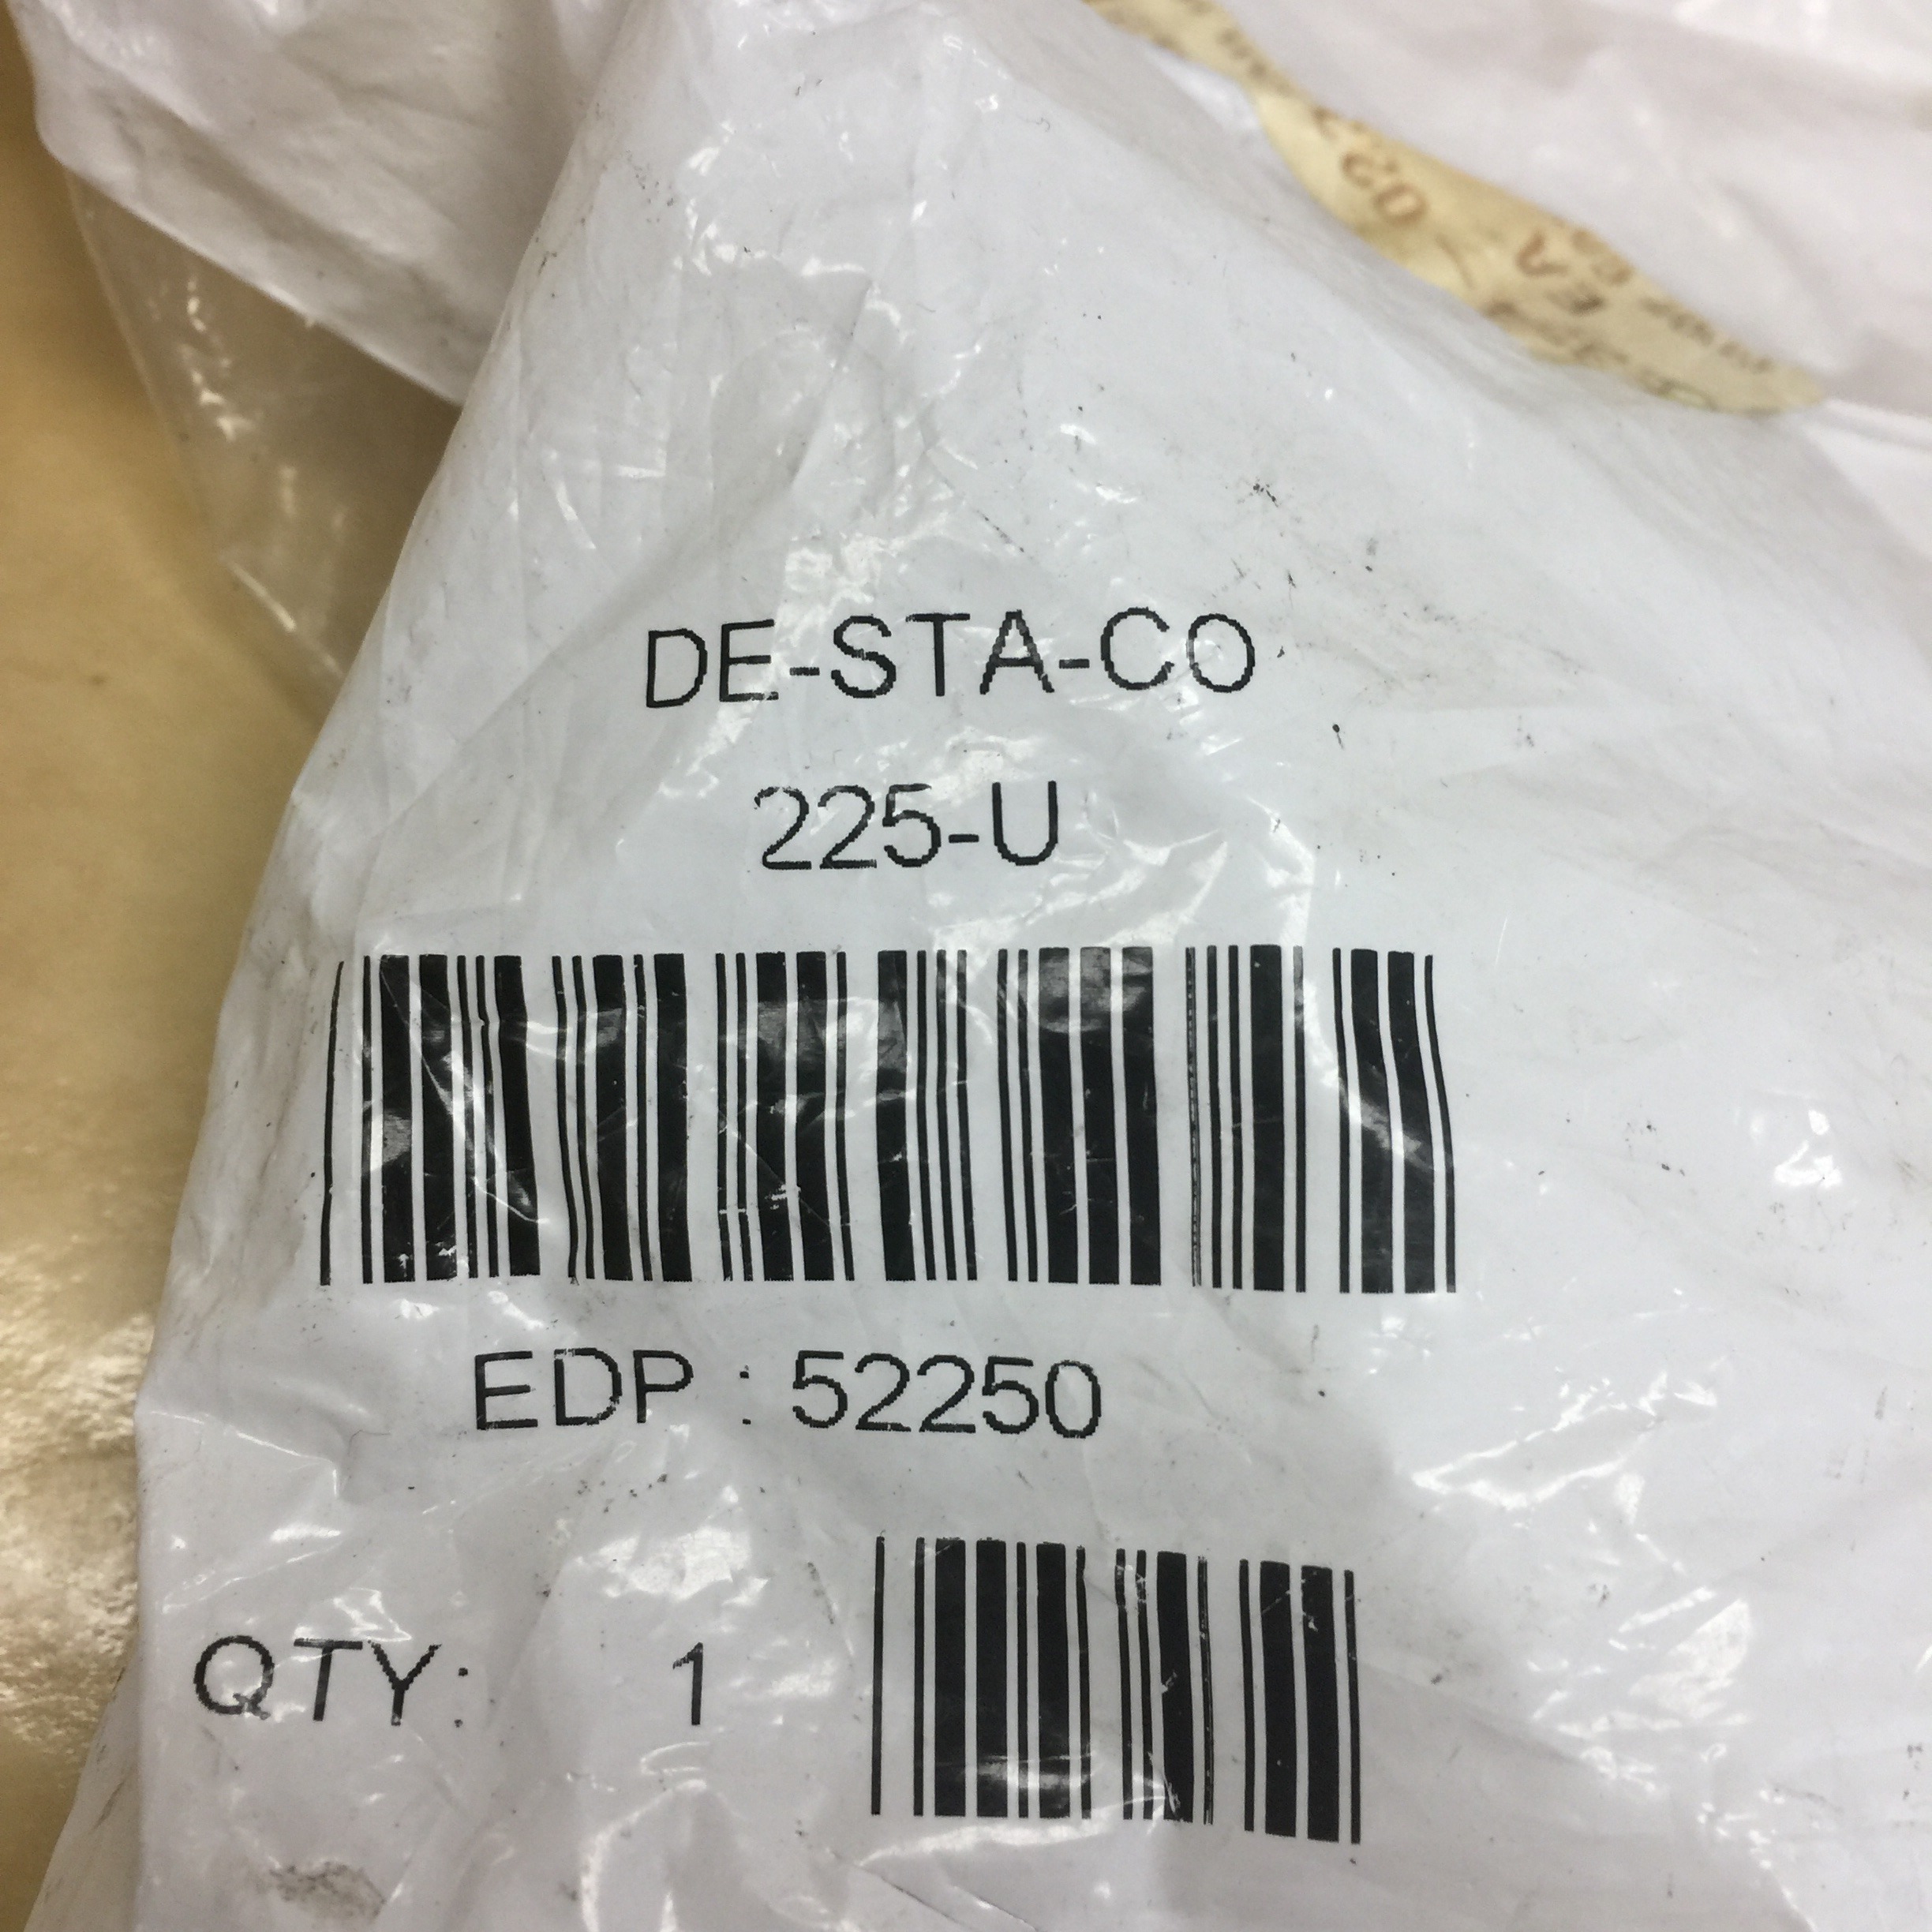 DE-STA-CO
225-U
EDP : 52250
QTY: 1